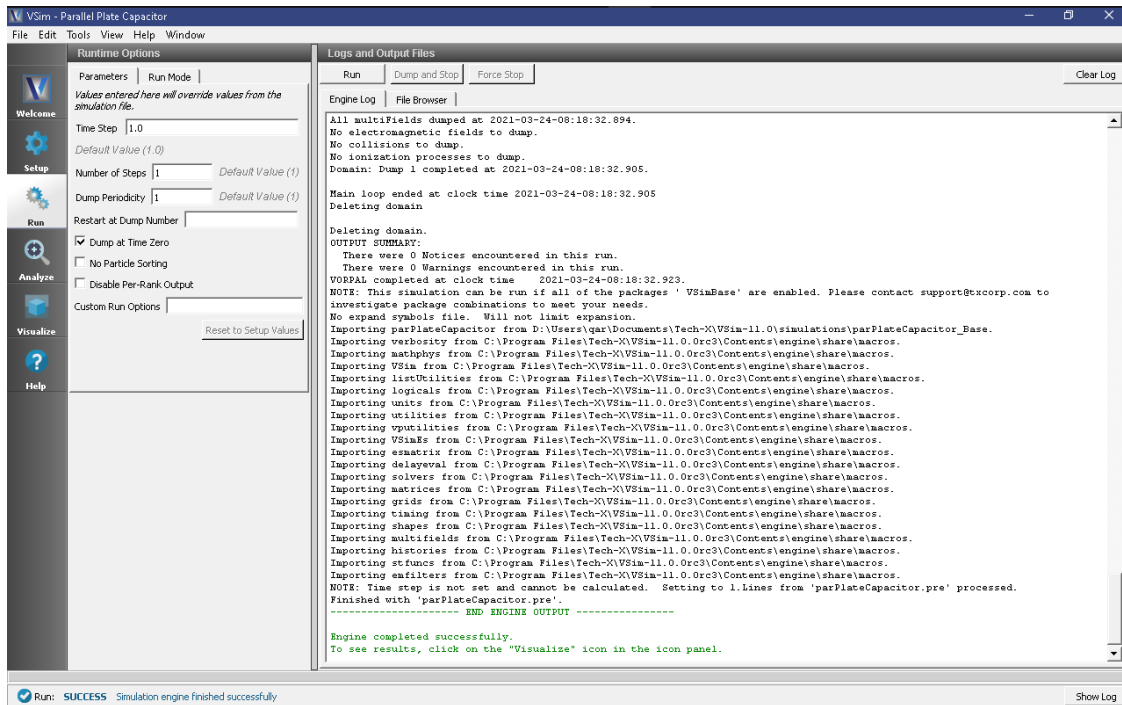 VSim - Parallel Plate Capacitor
File Edit Tools View Help Window
Welcome
Setup
Run
Analyze
Visualize
Help
Runtime Options
Parameters Run Mode
Values entered here will override values from the
simulation file.
Time Step 1.0
Default Value (1.0)
Number of Steps 1 Default Value (1)
Dump Periodicity 1 Default Value (1)
Restart at Dump Number
Dump at Time Zero
No Particle Sorting
Disable Per-Rank Output
Custom Run Options
Reset to Setup Values
Logs and Output Files
Run Dump and Stop Force Stop Clear Log
Engine Log File Browser
All multiFields dumped at 2021-03-24-08:18:32.894.
No electromagnetic fields to dump.
No collisions to dump.
No ionization processes to dump.
Domain: Dump 1 completed at 2021-03-24-08:18:32.905.
Main loop ended at clock time 2021-03-24-08:18:32.905
Deleting domain
Deleting domain.
OUTPUT SUMMARY:
There were 0 Notices encountered in this run.
There were 0 Warnings encountered in this run.
VORPAL completed at clock time 2021-03-24-08:18:32.923.
NOTE: This simulation can be run if all of the packages ' VSimBase' are enabled. Please contact support@txcorp.com to
investigate package combinations to meet your needs.
No expand symbols file. Will not limit expansion.
Importing parPlateCapacitor from D:\Users\qar\Documents\Tech-X\VSim-11.0\simulations\parPlateCapacitor_Base.
Importing verbosity from C:\Program Files\Tech-X\VSim-11.0.0rc3\Contents\engine\share\macros.
Importing mathphys from C:\Program Files\Tech-X\VSim-11.0.0rc3\Contents\engine\share\macros.
Importing VSim from C:\Program Files\Tech-X\VSim-11.0.0rc3\Contents\engine\share\macros.
Importing listUtilities from C:\Program Files\Tech-X\VSim-11.0.0rc3\Contents\engine\share\macros.
Importing logicals from C:\Program Files\Tech-X\VSim-11.0.0rc3\Contents\engine\share\macros.
Importing units from C:\Program Files\Tech-X\VSim-11.0.0rc3\Contents\engine\share\macros.
Importing utilities from C:\Program Files\Tech-X\VSim-11.0.0rc3\Contents\engine\share\macros.
Importing vputilities from C:\Program Files\Tech-X\VSim-11.0.0rc3\Contents\engine\share\macros.
Importing VSimEs from C:\Program Files\Tech-X\VSim-11.0.0rc3\Contents\engine\share\macros.
Importing esmatrix from C:\Program Files\Tech-X\VSim-11.0.0rc3\Contents\engine\share\macros.
Importing delayeval from C:\Program Files\Tech-X\VSim-11.0.0rc3\Contents\engine\share\macros.
Importing solvers from C:\Program Files\Tech-X\VSim-11.0.0rc3\Contents\engine\share\macros.
Importing matrices from C:\Program Files\Tech-X\VSim-11.0.0rc3\Contents\engine\share\macros.
Importing grids from C:\Program Files\Tech-X\VSim-11.0.0rc3\Contents\engine\share\macros.
Importing timing from C:\Program Files\Tech-X\VSim-11.0.0rc3\Contents\engine\share\macros.
Importing shapes from C:\Program Files\Tech-X\VSim-11.0.0rc3\Contents\engine\share\macros.
Importing multifields from C:\Program Files\Tech-X\VSim-11.0.0rc3\Contents\engine\share\macros.
Importing histories from C:\Program Files\Tech-X\VSim-11.0.0rc3\Contents\engine\share\macros.
Importing stfuncs from C:\Program Files\Tech-X\VSim-11.0.0rc3\Contents\engine\share\macros.
Importing emfilters from C:\Program Files\Tech-X\VSim-11.0.0rc3\Contents\engine\share\macros.
NOTE: Time step is not set and cannot be calculated. Setting to 1.Lines from 'parPlateCapacitor.pre' processed.
Finished with 'parPlateCapacitor.pre'.
--------------------- END ENGINE OUTPUT ----------------
Engine completed successfully.
To see results, click on the "Visualize" icon in the icon panel.
Run: SUCCESS Simulation engine finished successfully Show Log